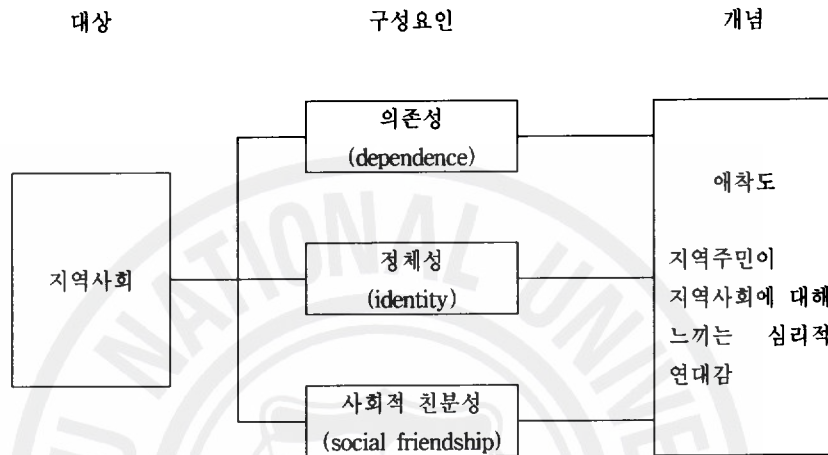 대상 구성요인 개념
의존성
(dependence)
지역사회
정체성
(identity)
사회적 친분성
(social friendship)
애착도
지역주민이
지역사회에 대해
느끼는 심리적
연대감
NATIONAL UNIVE